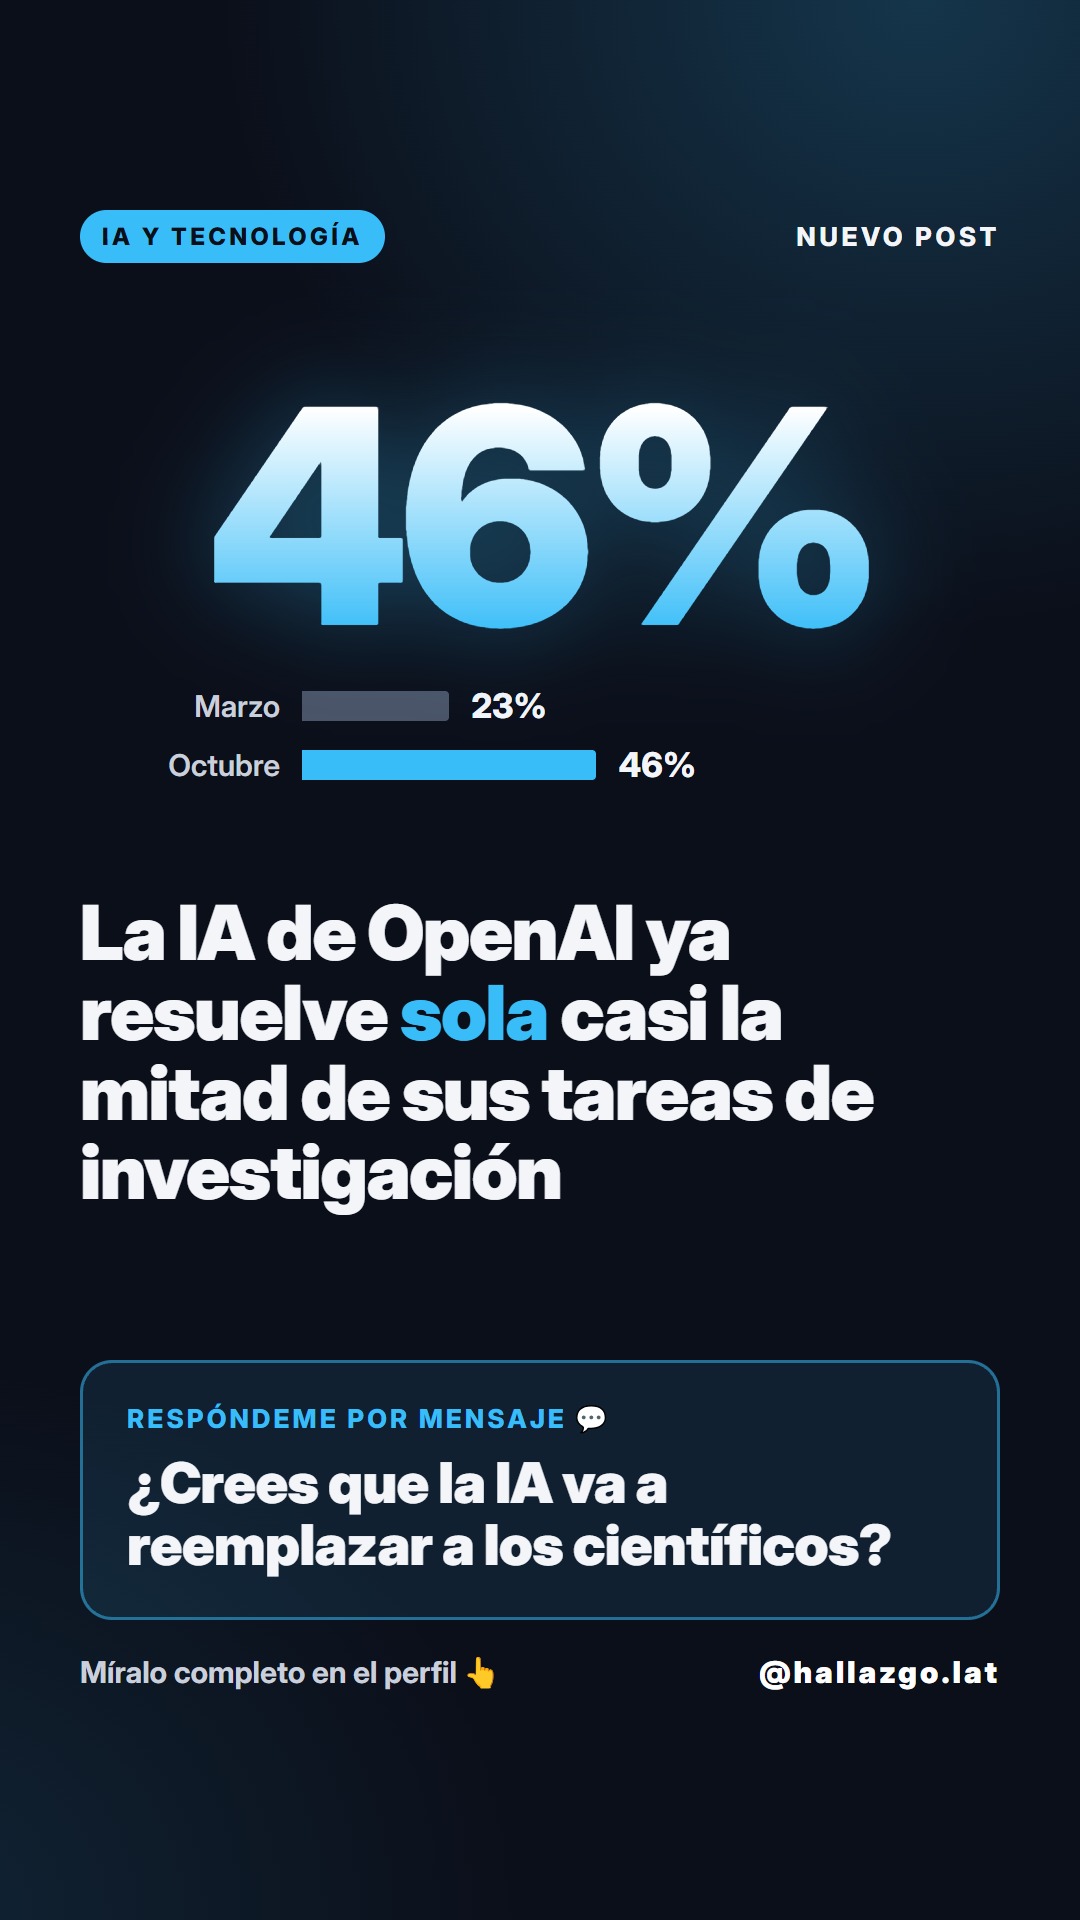 IA Y TECNOLOGÍA
NUEVO POST
46%
Marzo 23%
Octubre 46%
La IA de OpenAI ya
resuelve sola casi la
mitad de sus tareas de
investigación
RESPÓNDEME POR MENSAJE 💬
¿Crees que la IA va a
reemplazar a los científicos?
Míralo completo en el perfil 👆
@hallazgo.lat